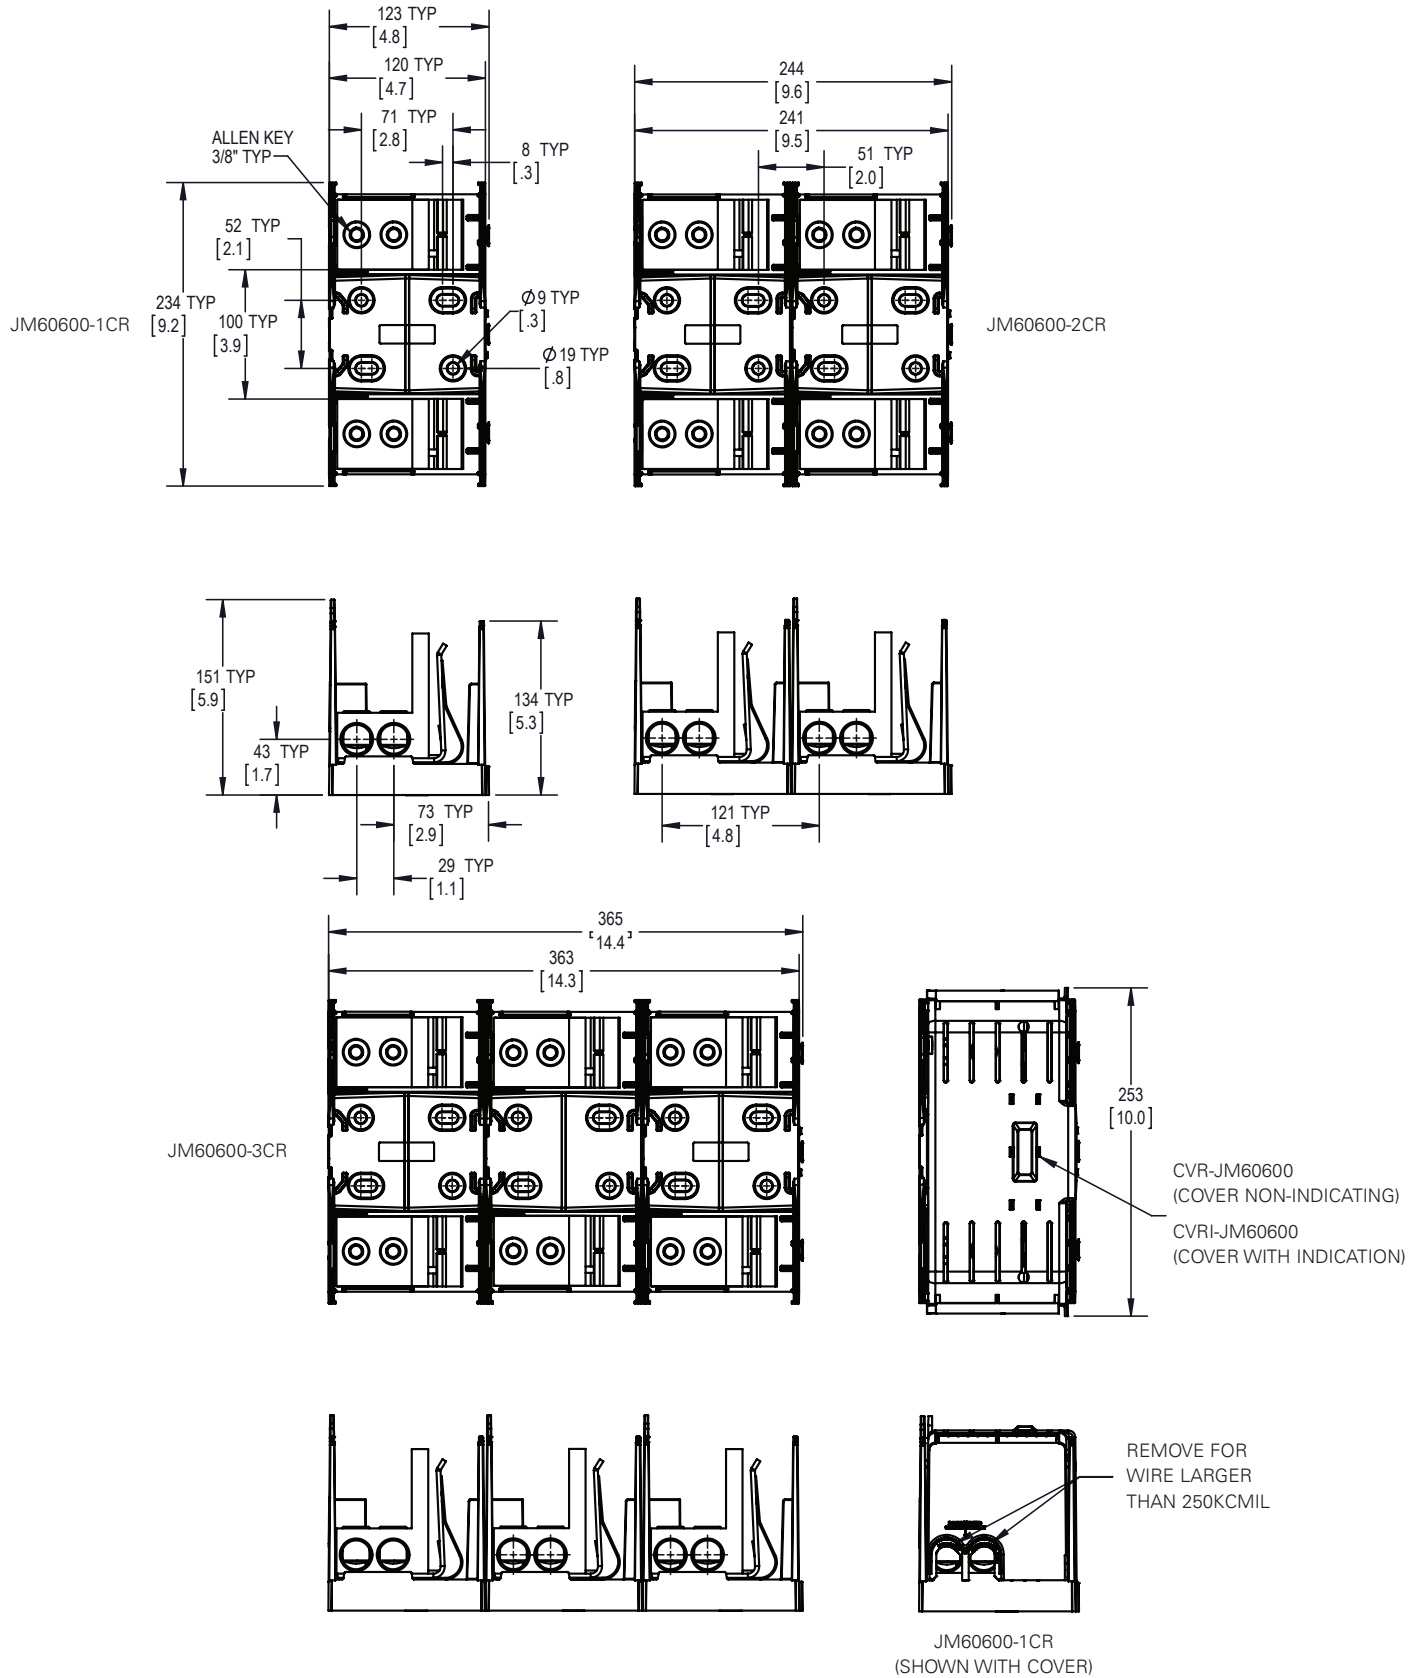 123 TYP
[4.8]
120 TYP
[4.7]
71 TYP
[2.8]
8 TYP
[.3]
ALLEN KEY
3/8" TYP
52 TYP
[2.1]
234 TYP
[9.2]
100 TYP
[3.9]
Ø 9 TYP
[.3]
Ø 19 TYP
[.8]
JM60600-1CR
244
[9.6]
241
[9.5]
51 TYP
[2.0]
JM60600-2CR
151 TYP
[5.9]
43 TYP
[1.7]
134 TYP
[5.3]
73 TYP
[2.9]
29 TYP
[1.1]
121 TYP
[4.8]
365
[14.4]
363
[14.3]
JM60600-3CR
253
[10.0]
CVR-JM60600
(COVER NON-INDICATING)
CVRI-JM60600
(COVER WITH INDICATION)
REMOVE FOR
WIRE LARGER
THAN 250KCMIL
JM60600-1CR
(SHOWN WITH COVER)